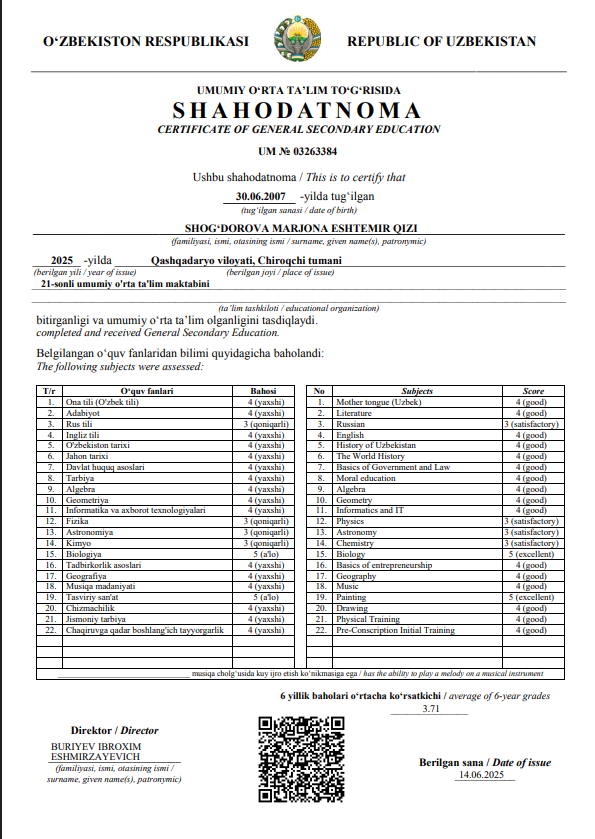 O‘ZBEKISTON RESPUBLIKASI REPUBLIC OF UZBEKISTAN
UMUMIY O‘RTA TA’LIM TO‘G‘RISIDA
SHAHODATNOMA
CERTIFICATE OF GENERAL SECONDARY EDUCATION
UM № 03263384
Ushbu shahodatnoma / This is to certify that
30.06.2007 -yilda tug‘ilgan
(tug‘ilgan sanasi / date of birth)
SHOG‘DOROVA MARJONA ESHTEMIR QIZI
(familiyasi, ismi, otasining ismi / surname, given name(s), patronymic)
2025 -yilda Qashqadaryo viloyati, Chiroqchi tumani
(berilgan yili / year of issue) (berilgan joyi / place of issue)
21-sonli umumiy o'rta ta'lim maktabini
(ta’lim tashkiloti / educational organization)
bitirganligi va umumiy o‘rta ta’lim olganligini tasdiqlaydi.
completed and received General Secondary Education.
Belgilangan o‘quv fanlaridan bilimi quyidagicha baholandi:
The following subjects were assessed:
T/r O‘quv fanlari Bahosi No Subjects Score
1. Ona tili (O'zbek tili) 4 (yaxshi) 1. Mother tongue (Uzbek) 4 (good)
2. Adabiyot 4 (yaxshi) 2. Literature 4 (good)
3. Rus tili 3 (qoniqarli) 3. Russian 3 (satisfactory)
4. Ingliz tili 4 (yaxshi) 4. English 4 (good)
5. O'zbekiston tarixi 4 (yaxshi) 5. History of Uzbekistan 4 (good)
6. Jahon tarixi 4 (yaxshi) 6. The World History 4 (good)
7. Davlat huquq asoslari 4 (yaxshi) 7. Basics of Government and Law 4 (good)
8. Tarbiya 4 (yaxshi) 8. Moral education 4 (good)
9. Algebra 4 (yaxshi) 9. Algebra 4 (good)
10. Geometriya 4 (yaxshi) 10. Geometry 4 (good)
11. Informatika va axborot texnologiyalari 4 (yaxshi) 11. Informatics and IT 4 (good)
12. Fizika 3 (qoniqarli) 12. Physics 3 (satisfactory)
13. Astronomiya 3 (qoniqarli) 13. Astronomy 3 (satisfactory)
14. Kimyo 3 (qoniqarli) 14. Chemistry 3 (satisfactory)
15. Biologiya 5 (a'lo) 15. Biology 5 (excellent)
16. Tadbirkorlik asoslari 4 (yaxshi) 16. Basics of entrepreneurship 4 (good)
17. Geografiya 4 (yaxshi) 17. Geography 4 (good)
18. Musiqa madaniyati 4 (yaxshi) 18. Music 4 (good)
19. Tasviriy san'at 5 (a'lo) 19. Painting 5 (excellent)
20. Chizmachilik 4 (yaxshi) 20. Drawing 4 (good)
21. Jismoniy tarbiya 4 (yaxshi) 21. Physical Training 4 (good)
22. Chaqiruvga qadar boshlang'ich tayyorgarlik 4 (yaxshi) 22. Pre-Conscription Initial Training 4 (good)
musiqa cholg‘usida kuy ijro etish ko‘nikmasiga ega / has the ability to play a melody on a musical instrument
6 yillik baholari o‘rtacha ko‘rsatkichi / average of 6-year grades
3.71
Direktor / Director
BURIYEV IBROXIM
ESHMIRZAYEVICH
(familiyasi, ismi, otasining ismi /
surname, given name(s), patronymic)
Berilgan sana / Date of issue
14.06.2025